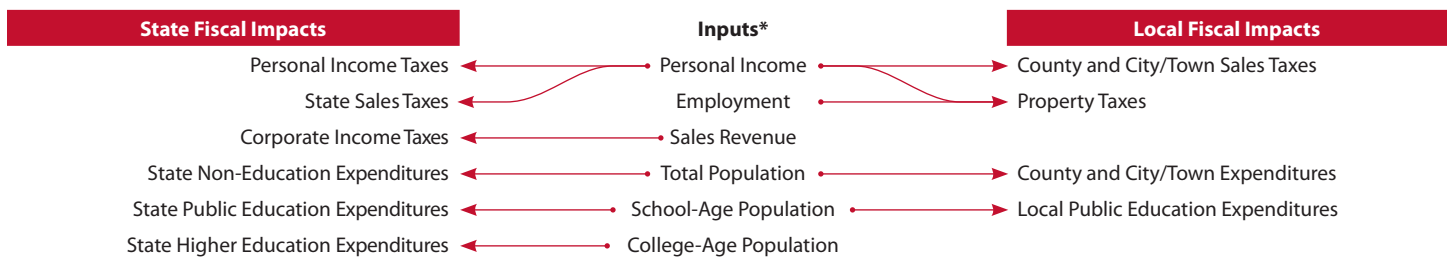 State Fiscal Impacts Inputs* Local Fiscal Impacts
Personal Income Taxes Personal Income County and City/Town Sales Taxes
State Sales Taxes Employment Property Taxes
Corporate Income Taxes Sales Revenue
State Non-Education Expenditures Total Population County and City/Town Expenditures
State Public Education Expenditures School-Age Population Local Public Education Expenditures
State Higher Education Expenditures College-Age Population